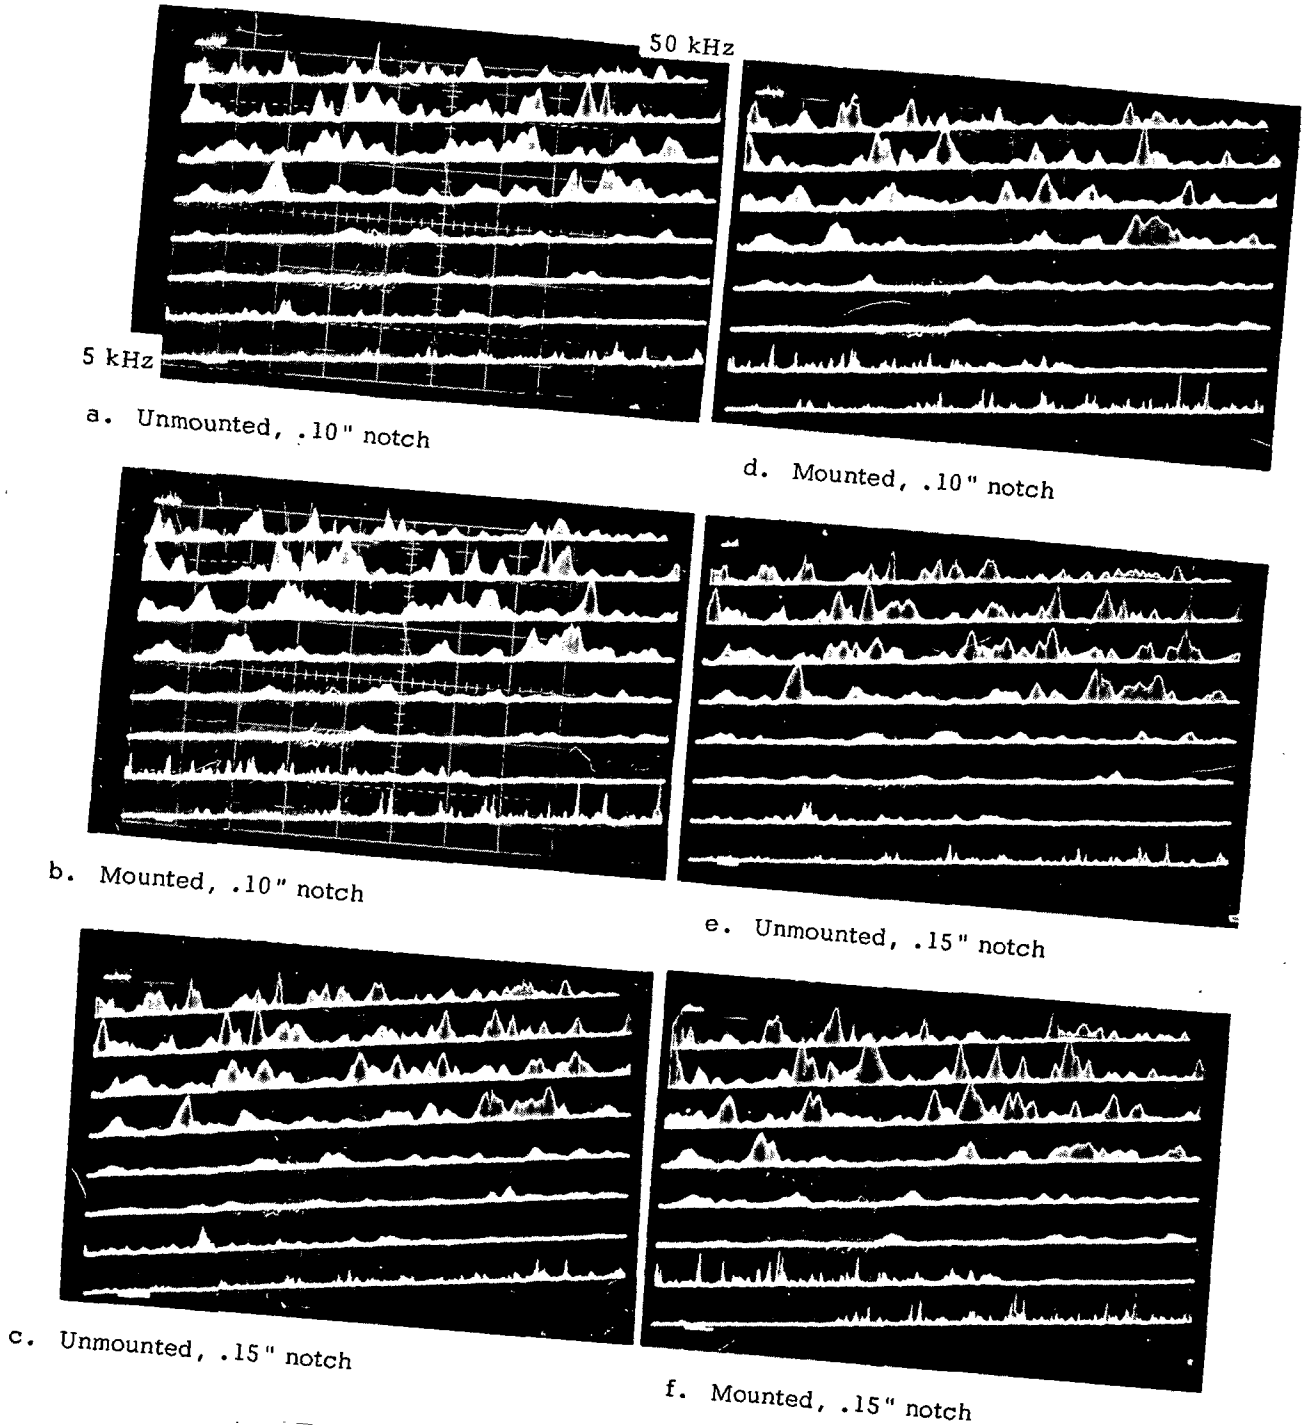 50 kHz
5 kHz
a. Unmounted, .10" notch
d. Mounted, .10" notch
b. Mounted, .10" notch
e. Unmounted, .15" notch
c. Unmounted, .15" notch
f. Mounted, .15" notch